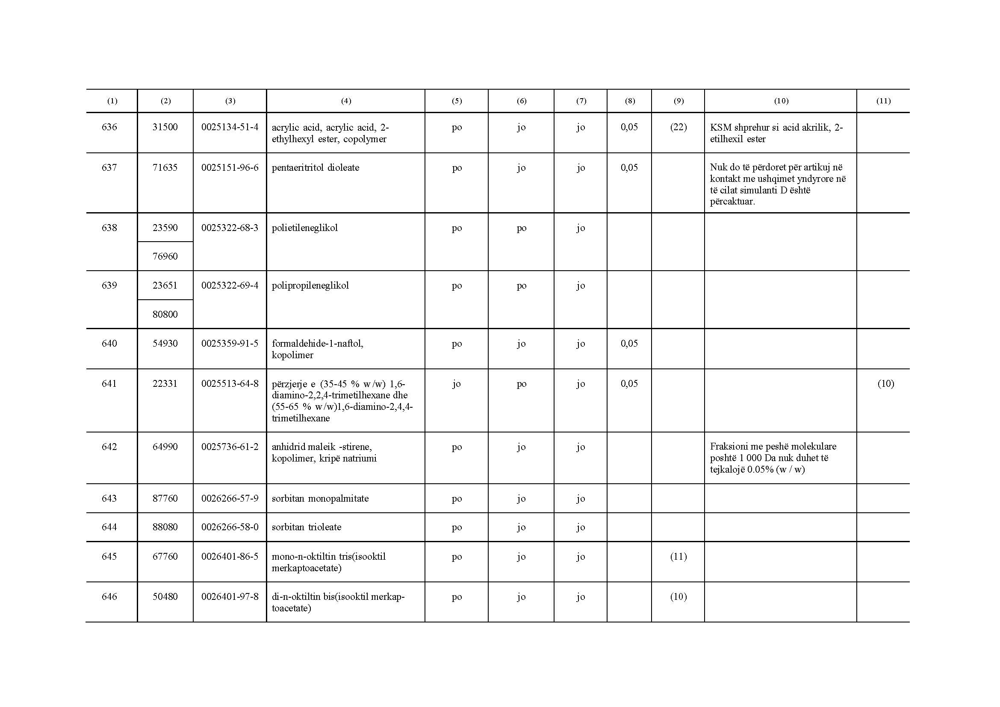 (1) (2) (3) (4) (5) (6) (7) (8) (9) (10) (11)
636 31500 0025134-51-4 acrylic acid, acrylic acid, 2- po jo jo 0,05 (22) KSM shprehur si acid akrilik, 2-
ethylhexyl ester, copolymer etilhexil ester
637 71635 0025151-96-6 pentaeritritol dioleate po jo jo 0,05 Nuk do të përdoret për artikuj në
kontakt me ushqimet yndyrore në
të cilat simulanti D është
përcaktuar.
638 23590 0025322-68-3 polietileneglikol po po jo
76960
639 23651 0025322-69-4 polipropileneglikol po po jo
80800
640 54930 0025359-91-5 formaldehide-1-naftol, po jo jo 0,05
kopolimer
641 22331 0025513-64-8 përzjerje e (35-45 % w/w) 1,6- jo po jo 0,05 (10)
diamino-2,2,4-trimetilhexane dhe
(55-65 % w/w)1,6-diamino-2,4,4-
trimetilhexane
642 64990 0025736-61-2 anhidrid maleik -stirene, po jo jo Fraksioni me peshë molekulare
kopolimer, kripë natriumi poshtë 1 000 Da nuk duhet të
tejkalojë 0.05% (w / w)
643 87760 0026266-57-9 sorbitan monopalmitate po jo jo
644 88080 0026266-58-0 sorbitan trioleate po jo jo
645 67760 0026401-86-5 mono-n-oktiltin tris(isooktil po jo jo (11)
merkaptoacetate)
646 50480 0026401-97-8 di-n-oktiltin bis(isooktil merkap- po jo jo (10)
toacetate)